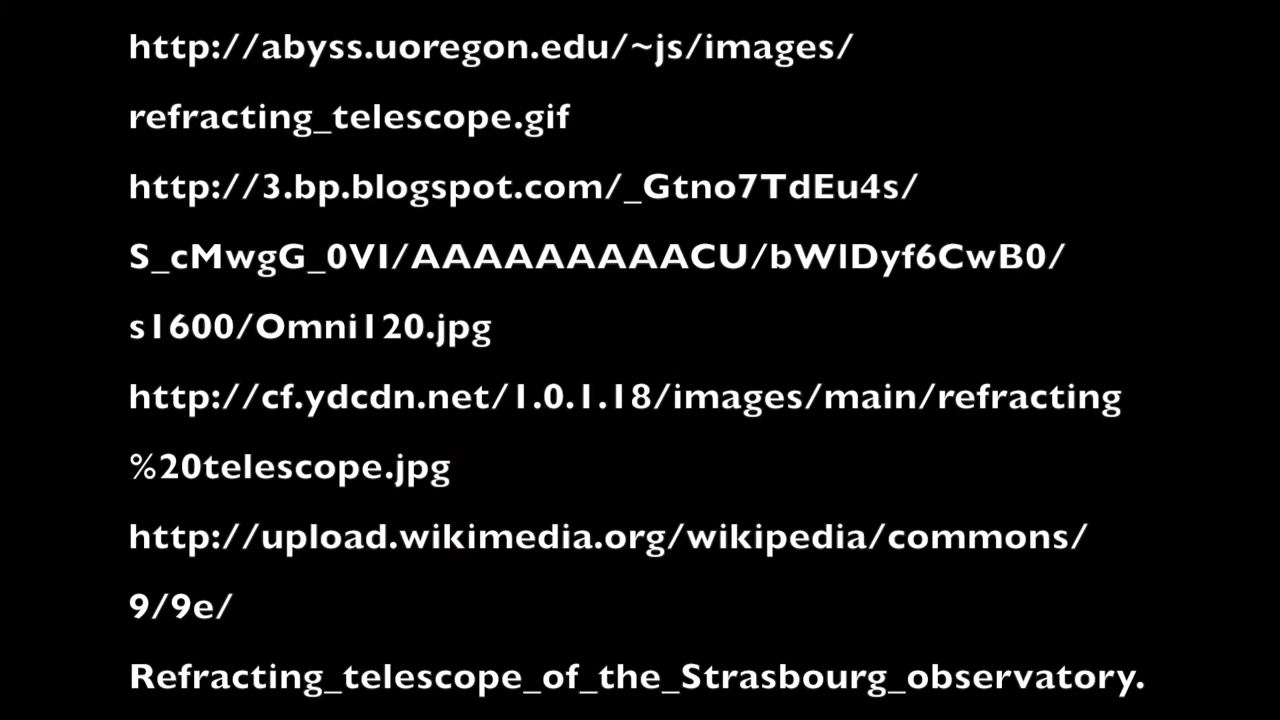 http://abyss.uoregon.edu/~js/images/
refracting_telescope.gif
http://3.bp.blogspot.com/_Gtno7TdEu4s/
S_cMwgG_0VI/AAAAAAAAACU/bWlDyf6CwB0/
s1600/Omni120.jpg
http://cf.ydcdn.net/1.0.1.18/images/main/refracting
%20telescope.jpg
http://upload.wikimedia.org/wikipedia/commons/
9/9e/
Refracting_telescope_of_the_Strasbourg_observatory.